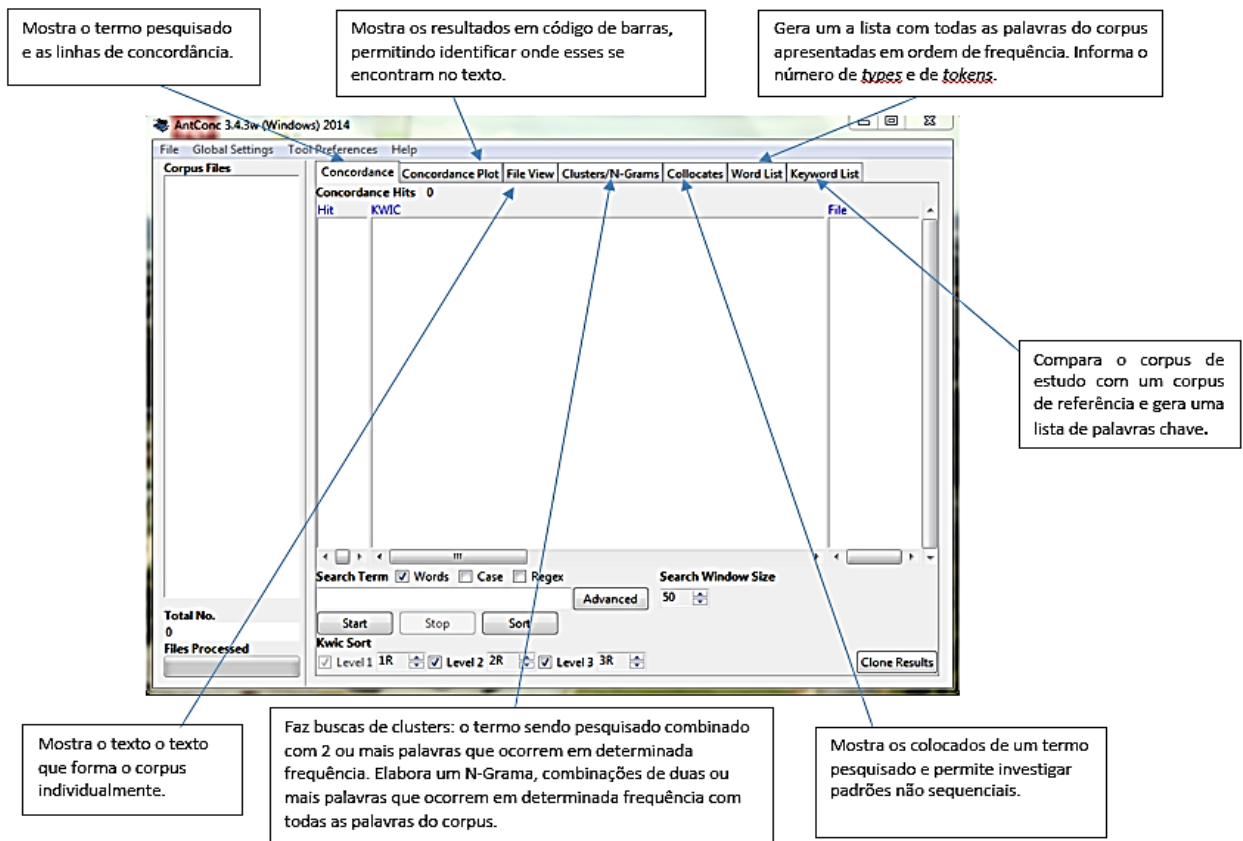 Mostra o termo pesquisado
e as linhas de concordância.
Mostra os resultados em código de barras,
permitindo identificar onde esses se
encontram no texto.
Gera um a lista com todas as palavras do corpus
apresentadas em ordem de frequência. Informa o
número de types e de tokens.
AntConc 3.4.3w (Windows) 2014
File Global Settings Tool Preferences Help
Corpus Files
Concordance Concordance Plot File View Clusters/N-Grams Collocates Word List Keyword List
Concordance Hits 0
Hit KWIC File
Compara o corpus de
estudo com um corpus
de referência e gera uma
lista de palavras chave.
Search Term Words Case Regex Search Window Size
Advanced 50
Total No.
0
Files Processed
Start Stop Sort
Kwic Sort
Level 1 1R Level 2 2R Level 3 3R
Clone Results
Mostra o texto o texto
que forma o corpus
individualmente.
Faz buscas de clusters: o termo sendo pesquisado combinado
com 2 ou mais palavras que ocorrem em determinada
frequência. Elabora um N-Grama, combinações de duas ou
mais palavras que ocorrem em determinada frequência com
todas as palavras do corpus.
Mostra os colocados de um termo
pesquisado e permite investigar
padrões não sequenciais.